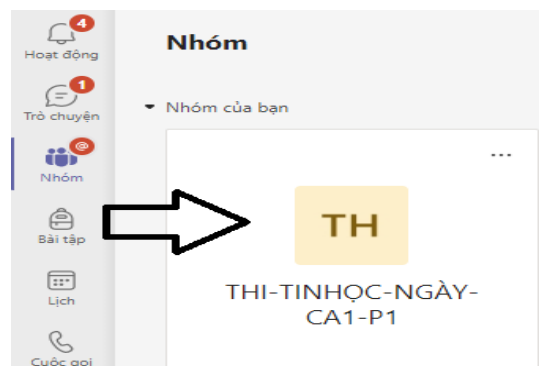 4
Hoạt động
1
Trò chuyện
@
Nhóm
Bài tập
Lịch
Cuộc gọi
Nhóm
Nhóm của bạn
...
TH
THI-TINHỌC-NGÀY-
CA1-P1